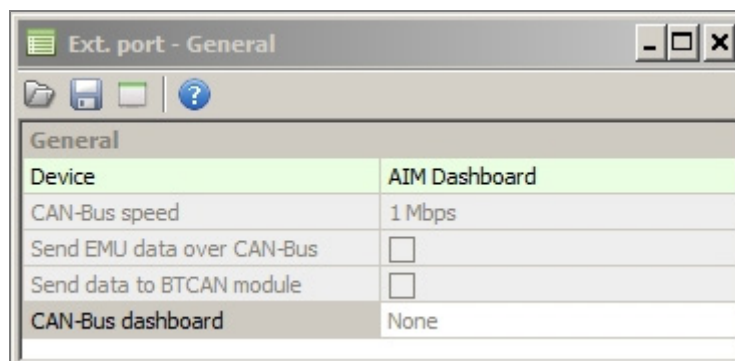 Ext. port - General
General
Device AIM Dashboard
CAN-Bus speed 1 Mbps
Send EMU data over CAN-Bus
Send data to BTCAN module
CAN-Bus dashboard None